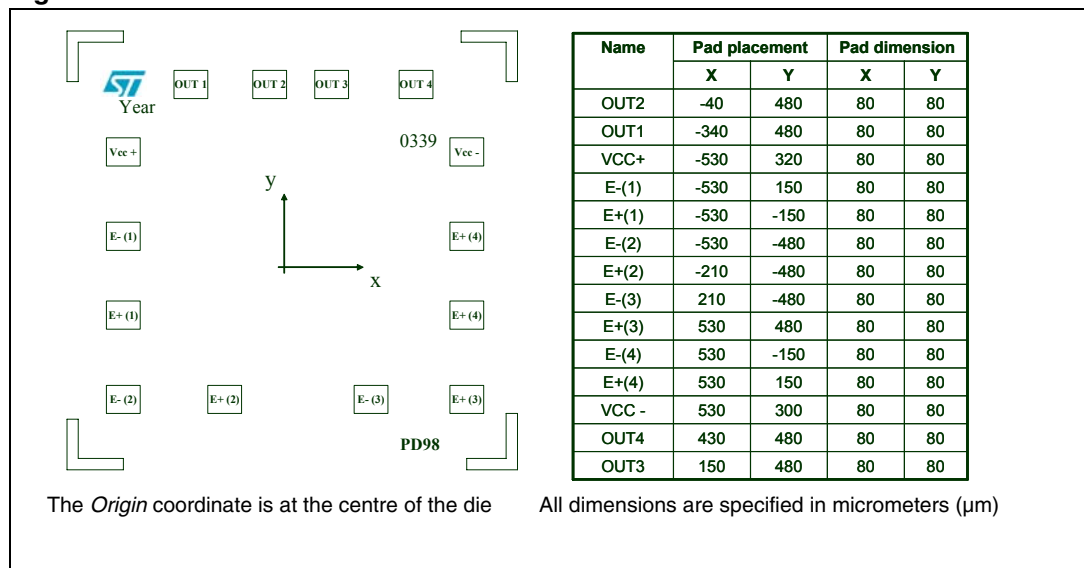 ST
Year
OUT 1
OUT 2
OUT 3
OUT 4
Vcc +
0339
Vcc -
y
E- (1)
E+ (4)
x
E+ (1)
E+ (4)
E- (2)
E+ (2)
E- (3)
E+ (3)
PD98
The Origin coordinate is at the centre of the die
Name Pad placement Pad dimension
X Y X Y
OUT2 -40 480 80 80
OUT1 -340 480 80 80
VCC+ -530 320 80 80
E-(1) -530 150 80 80
E+(1) -530 -150 80 80
E-(2) -530 -480 80 80
E+(2) -210 -480 80 80
E-(3) 210 -480 80 80
E+(3) 530 480 80 80
E-(4) 530 -150 80 80
E+(4) 530 150 80 80
VCC - 530 300 80 80
OUT4 430 480 80 80
OUT3 150 480 80 80
All dimensions are specified in micrometers (µm)